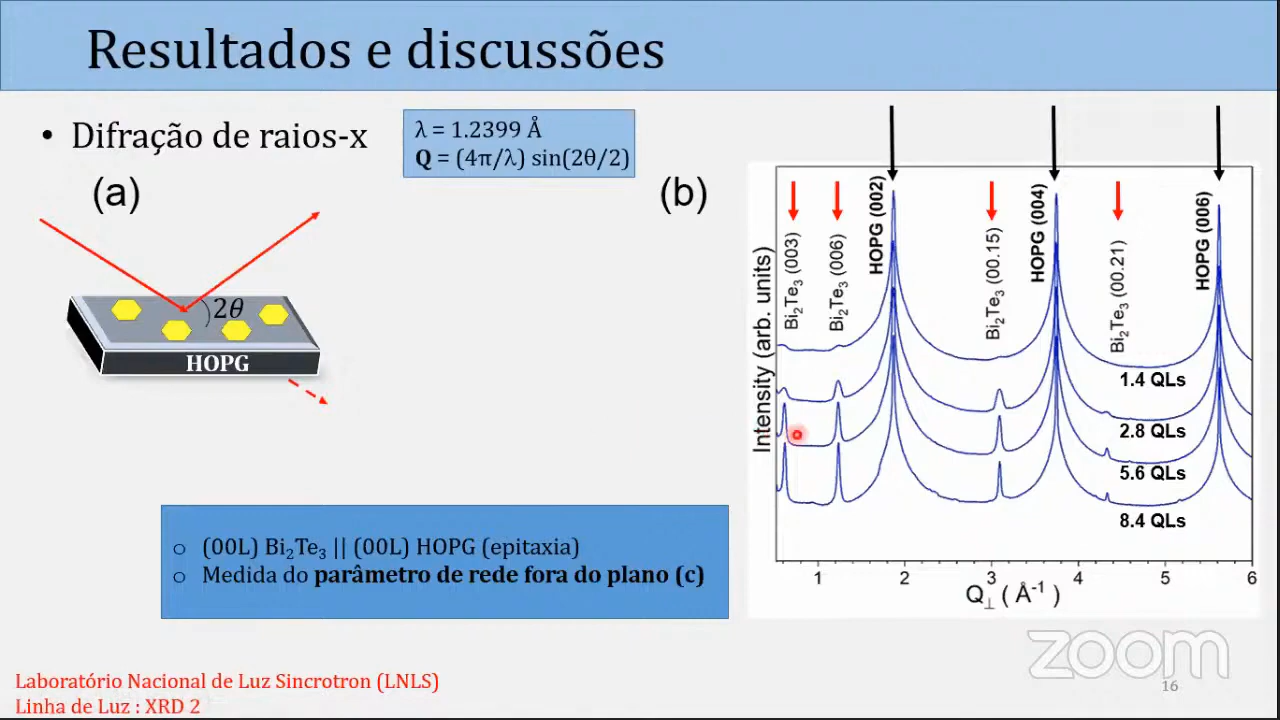 Resultados e discussões
• Difração de raios-x
λ = 1.2399 Å
Q = (4π/λ) sin(2θ/2)
(a)
2θ
HOPG
(b)
Intensity (arb. units)
Bi₂Te₃ (003)
Bi₂Te₃ (006)
HOPG (002)
Bi₂Te₃ (00.15)
HOPG (004)
Bi₂Te₃ (00.21)
HOPG (006)
1.4 QLs
2.8 QLs
5.6 QLs
8.4 QLs
1 2 3 4 5 6
Q⊥ ( Å⁻¹ )
o (00L) Bi₂Te₃ || (00L) HOPG (epitaxia)
o Medida do parâmetro de rede fora do plano (c)
zoom
16
Laboratório Nacional de Luz Sincrotron (LNLS)
Linha de Luz : XRD 2